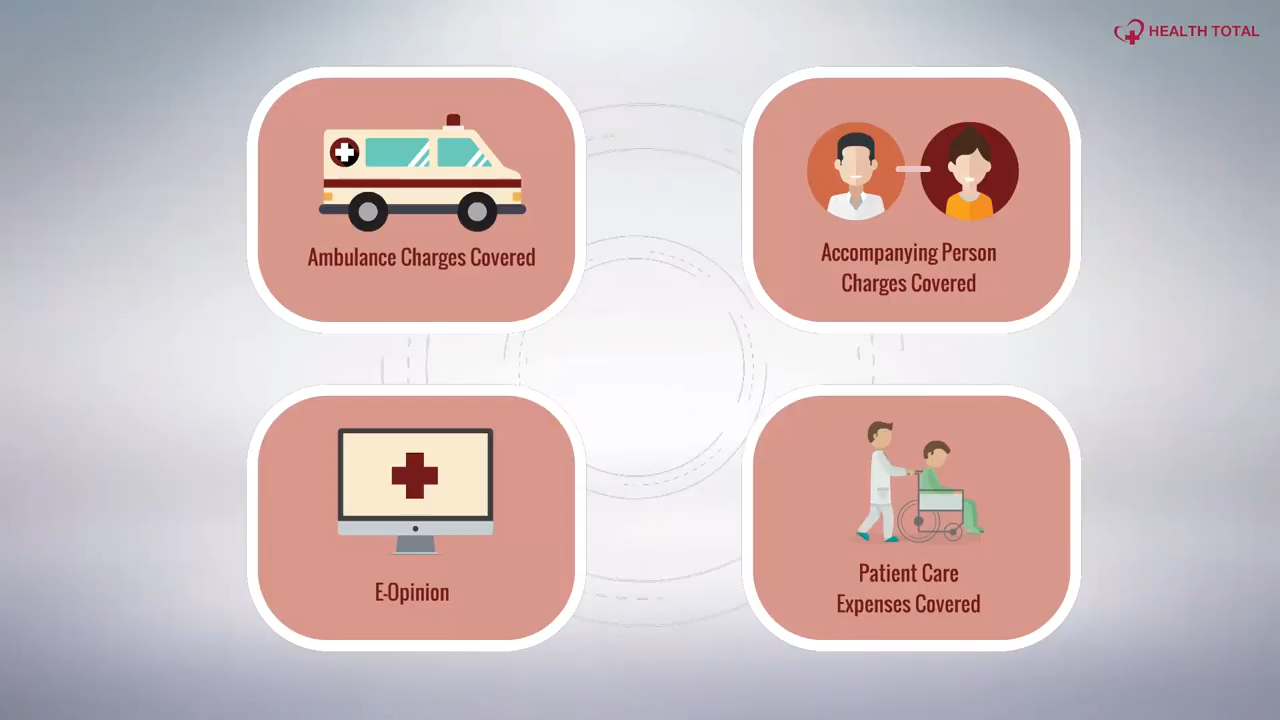 HEALTH TOTAL
Ambulance Charges Covered
Accompanying Person
Charges Covered
E-Opinion
Patient Care
Expenses Covered